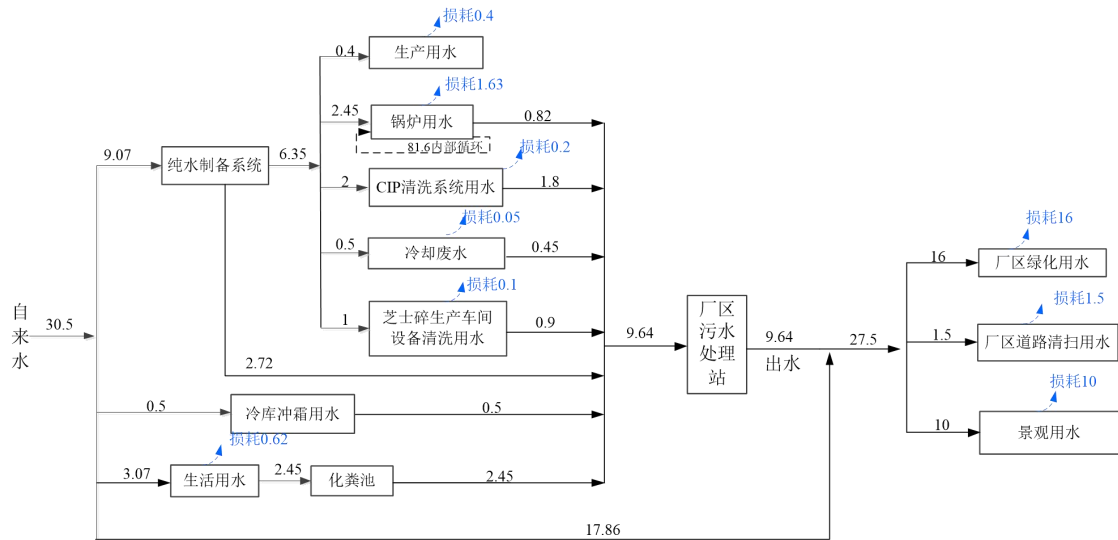 损耗0.4
0.4
生产用水
损耗1.63
2.45
锅炉用水
0.82
81.6内部循环
损耗0.2
9.07
纯水制备系统
6.35
2
CIP清洗系统用水
1.8
损耗0.05
0.5
冷却废水
0.45
损耗0.1
1
芝士碎生产车间
设备清洗用水
0.9
自
来
水
30.5
2.72
0.5
冷库冲霜用水
0.5
损耗0.62
3.07
生活用水
2.45
化粪池
2.45
17.86
9.64
厂区
污水
处理
站
9.64
出水
27.5
损耗16
16
厂区绿化用水
损耗1.5
1.5
厂区道路清扫用水
损耗10
10
景观用水